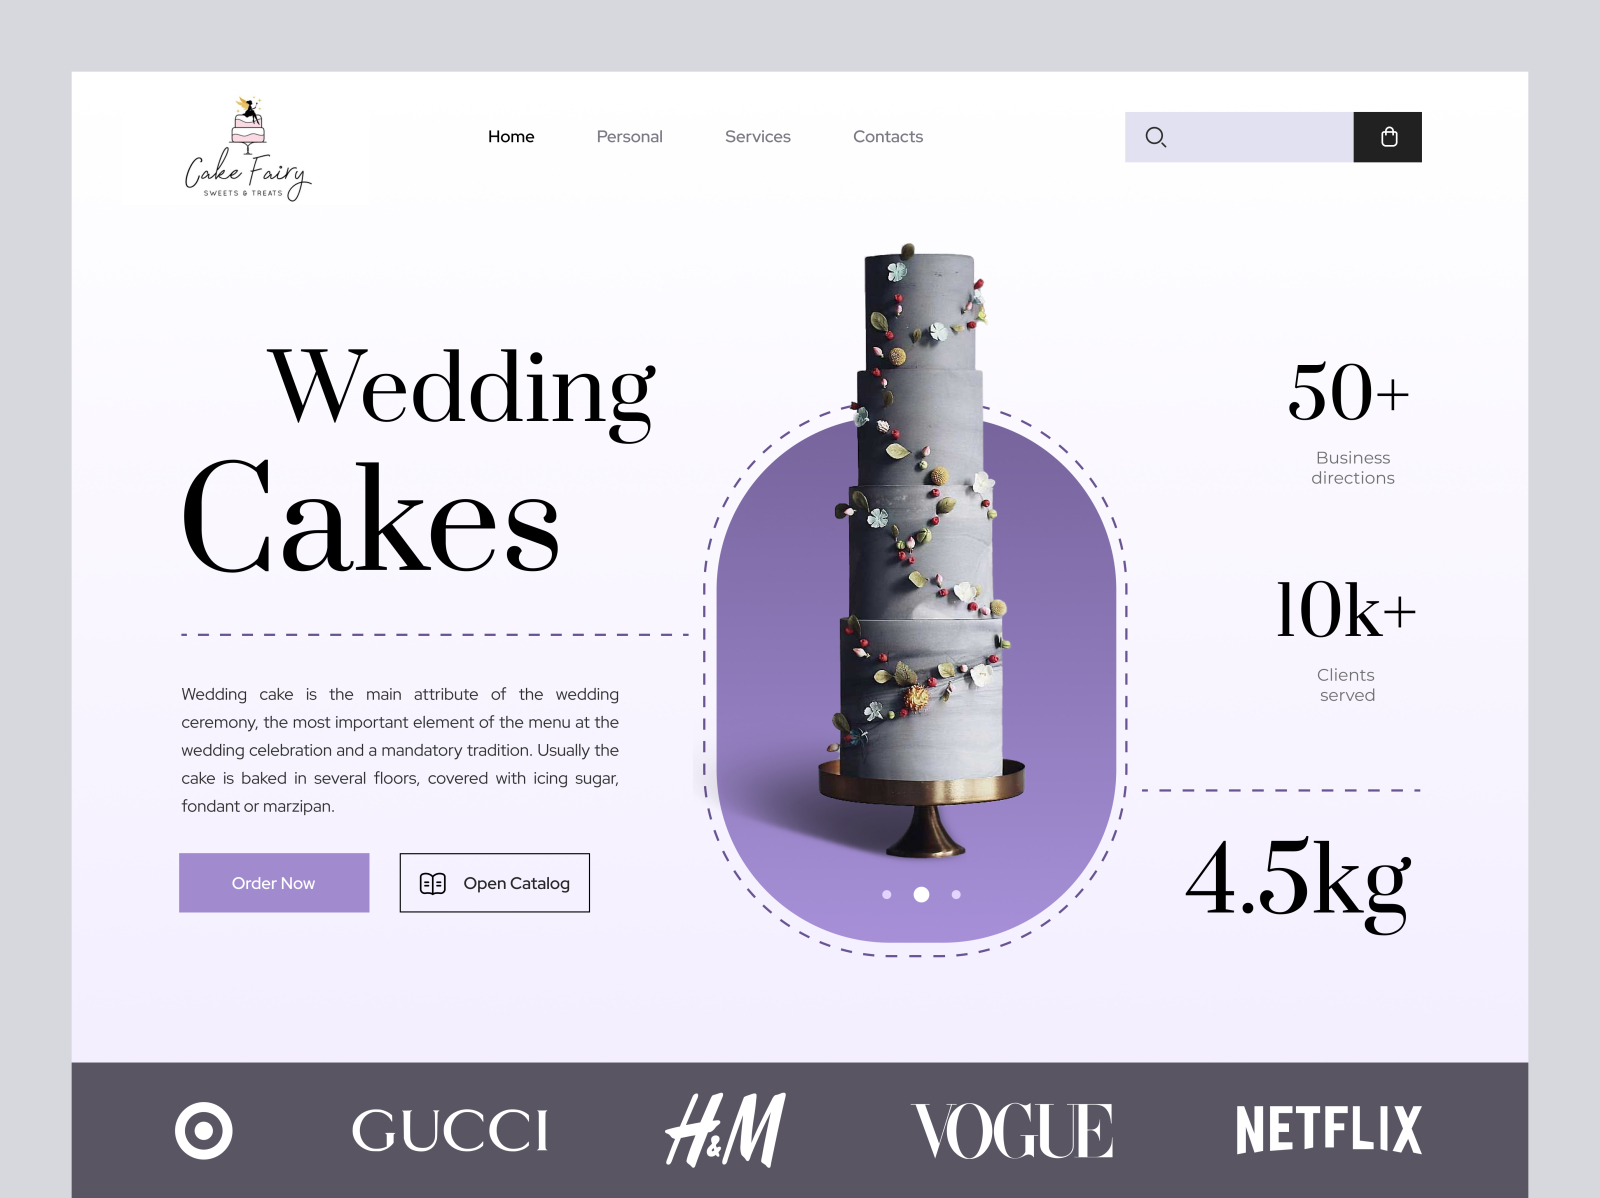 Cake Fairy
SWEETS & TREATS
Home
Personal
Services
Contacts
Wedding
Cakes
Wedding cake is the main attribute of the wedding
ceremony, the most important element of the menu at the
wedding celebration and a mandatory tradition. Usually the
cake is baked in several floors, covered with icing sugar,
fondant or marzipan.
Order Now
Open Catalog
50+
Business
directions
10k+
Clients
served
4.5kg
GUCCI
H&M
VOGUE
NETFLIX